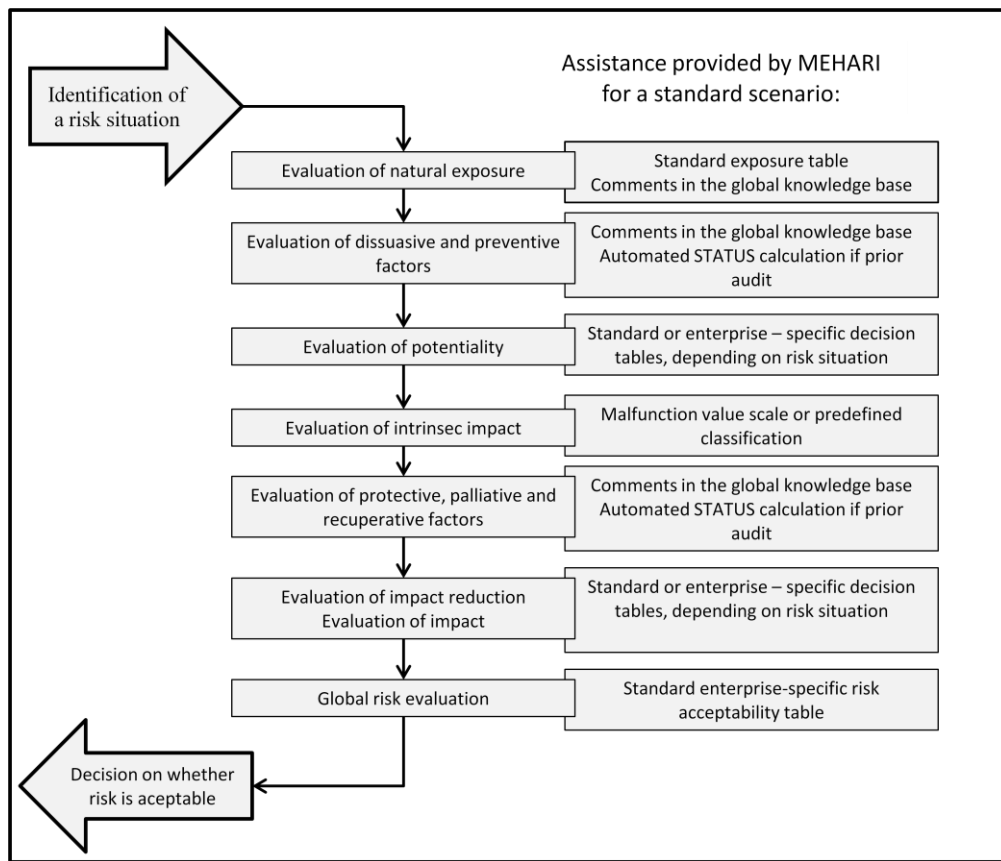 Identification of
a risk situation
Assistance provided by MEHARI
for a standard scenario:
Evaluation of natural exposure
Standard exposure table
Comments in the global knowledge base
Evaluation of dissuasive and preventive
factors
Comments in the global knowledge base
Automated STATUS calculation if prior
audit
Evaluation of potentiality
Standard or enterprise – specific decision
tables, depending on risk situation
Evaluation of intrinsec impact
Malfunction value scale or predefined
classification
Evaluation of protective, palliative and
recuperative factors
Comments in the global knowledge base
Automated STATUS calculation if prior
audit
Evaluation of impact reduction
Evaluation of impact
Standard or enterprise – specific decision
tables, depending on risk situation
Global risk evaluation
Standard enterprise-specific risk
acceptability table
Decision on whether
risk is aceptable